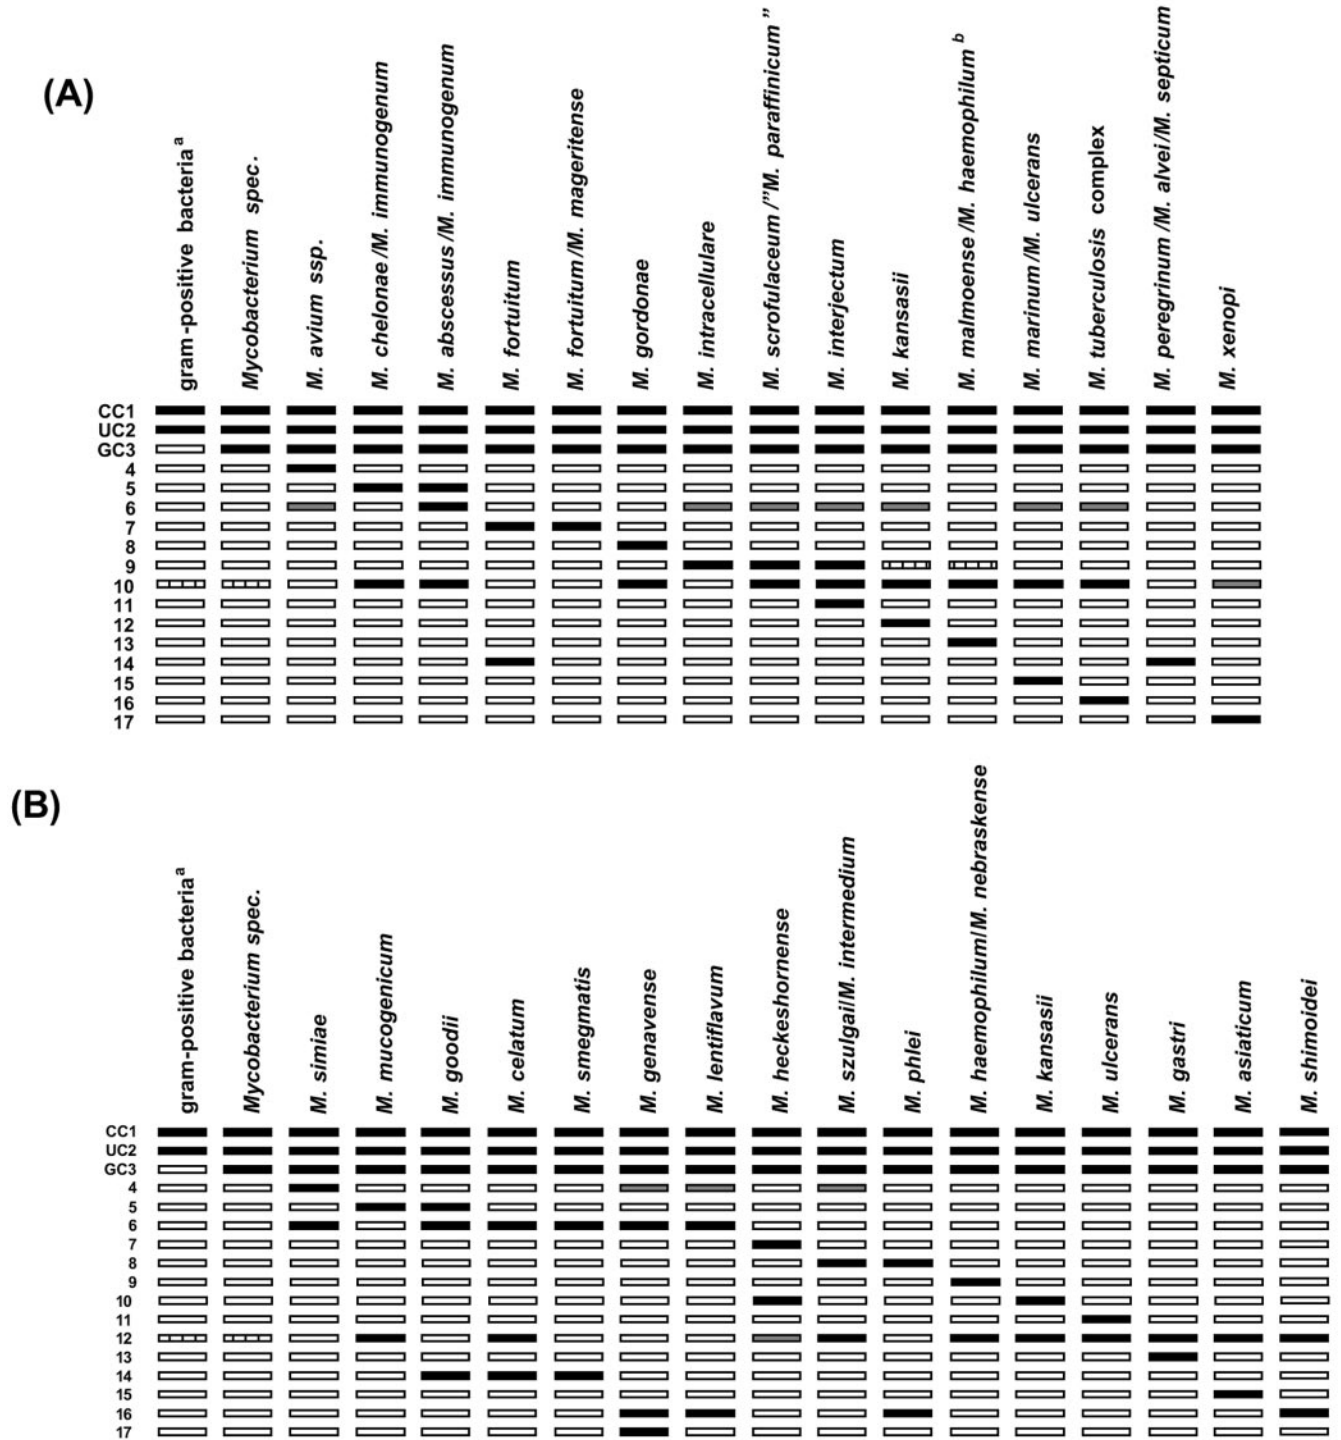 (A)
gram-positive bacteria a
Mycobacterium spec.
M. avium ssp.
M. chelonae/M. immunogenum
M. abscessus/M. immunogenum
M. fortuitum
M. fortuitum/M. mageritense
M. gordonae
M. intracellulare
M. scrofulaceum/"M. paraffinicum"
M. interjectum
M. kansasii
M. malmoense/M. haemophilum b
M. marinum/M. ulcerans
M. tuberculosis complex
M. peregrinum/M. alvei/M. septicum
M. xenopi
CC1
UC2
GC3
4
5
6
7
8
9
10
11
12
13
14
15
16
17
(B)
gram-positive bacteria a
Mycobacterium spec.
M. simiae
M. mucogenicum
M. goodii
M. celatum
M. smegmatis
M. genavense
M. lentiflavum
M. heckeshornense
M. szulgai/M. intermedium
M. phlei
M. haemophilum/M. nebraskense
M. kansasii
M. ulcerans
M. gastri
M. asiaticum
M. shimoidei
CC1
UC2
GC3
4
5
6
7
8
9
10
11
12
13
14
15
16
17